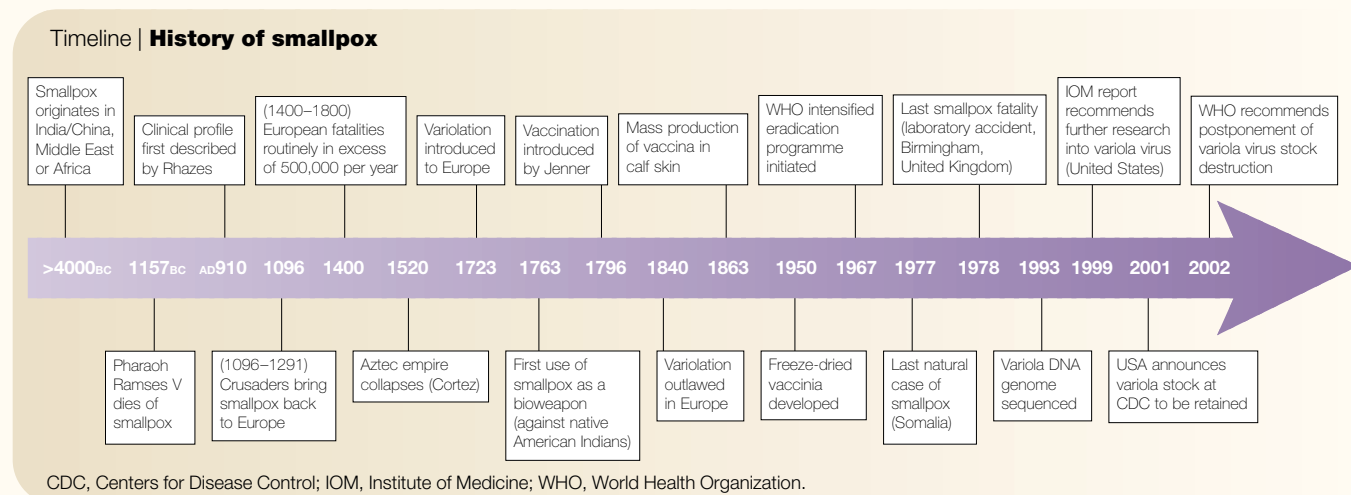 Timeline | History of smallpox
Smallpox
originates in
India/China,
Middle East
or Africa
Clinical profile
first described
by Rhazes
(1400–1800)
European fatalities
routinely in excess
of 500,000 per year
Variolation
introduced
to Europe
Vaccination
introduced
by Jenner
Mass production
of vaccina in
calf skin
WHO intensified
eradication
programme
initiated
Last smallpox fatality
(laboratory accident,
Birmingham,
United Kingdom)
IOM report
recommends
further research
into variola virus
(United States)
WHO recommends
postponement of
variola virus stock
destruction
>4000BC 1157BC AD910 1096 1400 1520 1723 1763 1796 1840 1863 1950 1967 1977 1978 1993 1999 2001 2002
Pharaoh
Ramses V
dies of
smallpox
(1096–1291)
Crusaders bring
smallpox back
to Europe
Aztec empire
collapses (Cortez)
First use of
smallpox as a
bioweapon
(against native
American Indians)
Variolation
outlawed
in Europe
Freeze-dried
vaccinia
developed
Last natural
case of
smallpox
(Somalia)
Variola DNA
genome
sequenced
USA announces
variola stock at
CDC to be retained
CDC, Centers for Disease Control; IOM, Institute of Medicine; WHO, World Health Organization.